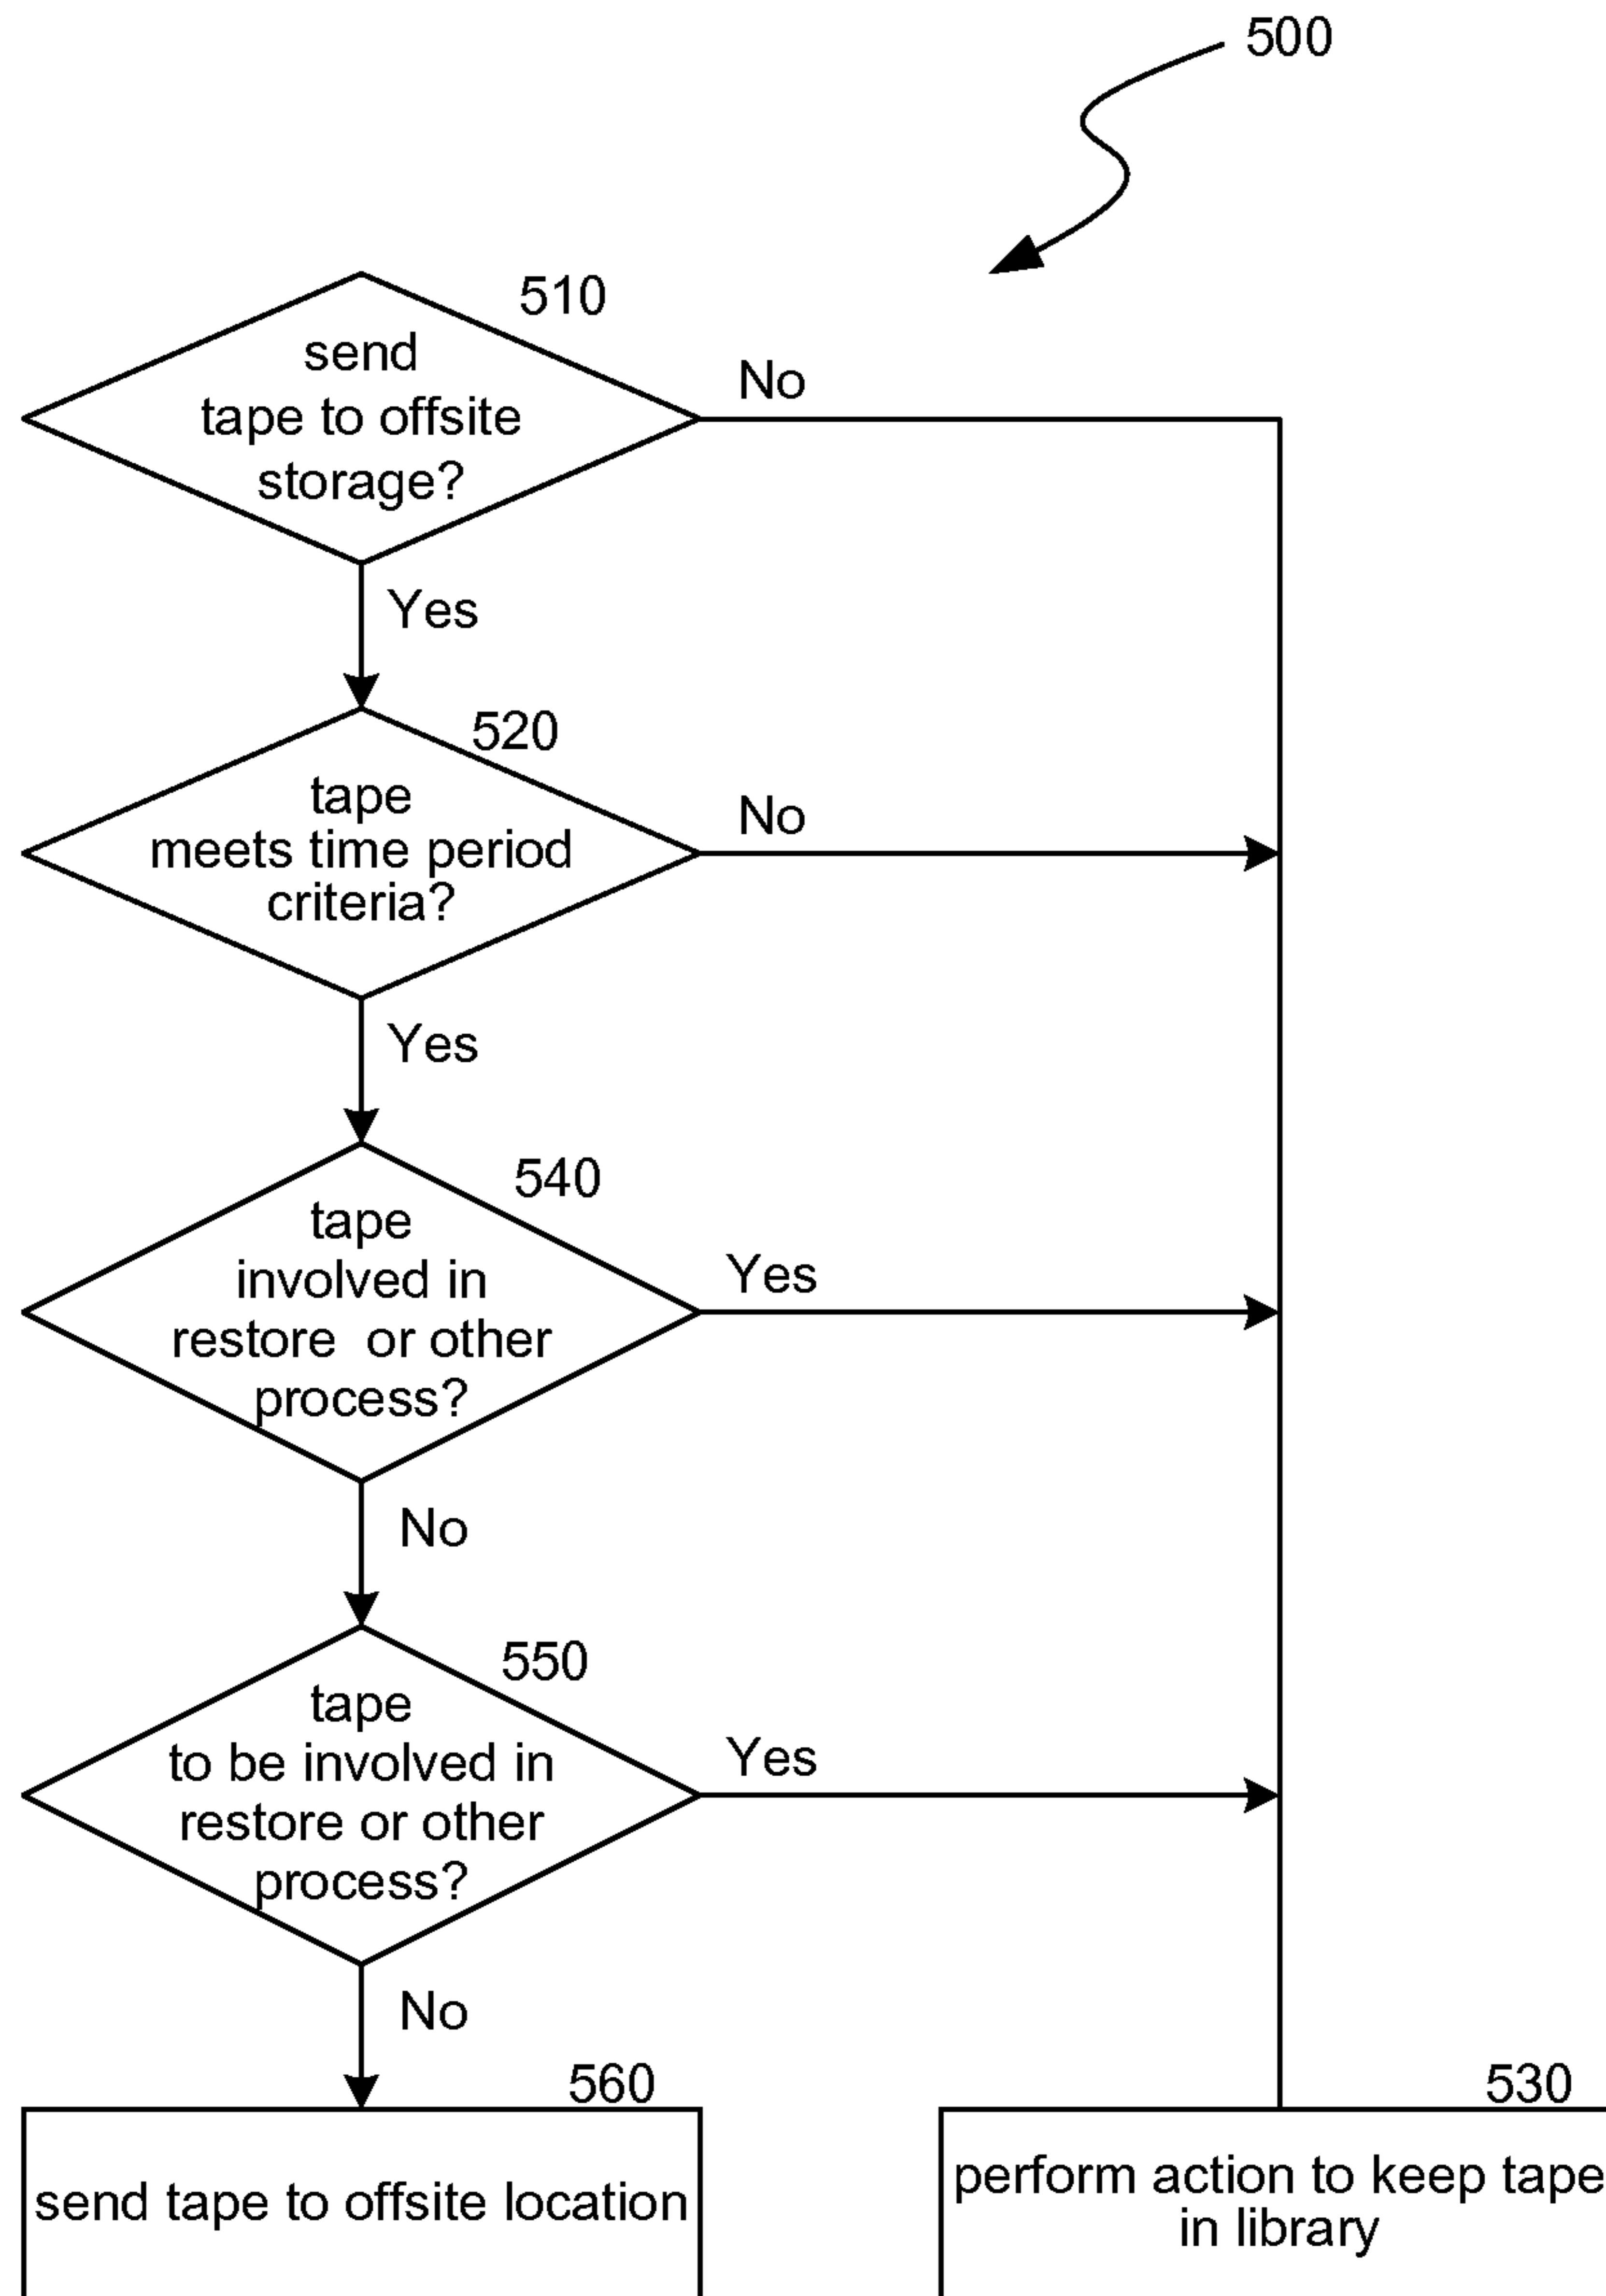 500
510
send
tape to offsite
storage?
No
Yes
520
tape
meets time period
criteria?
No
Yes
540
tape
involved in
restore or other
process?
Yes
No
550
tape
to be involved in
restore or other
process?
Yes
No
560
send tape to offsite location
530
perform action to keep tape
in library